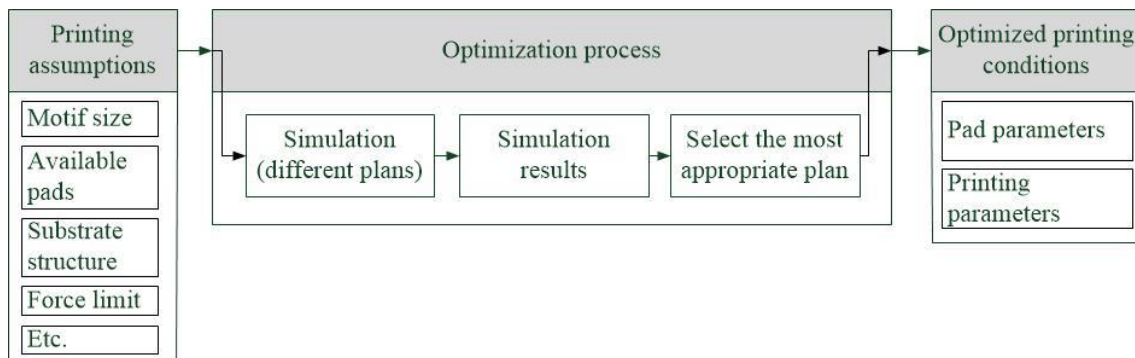 Printing
assumptions
Motif size
Available
pads
Substrate
structure
Force limit
Etc.
Optimization process
Simulation
(different plans)
Simulation
results
Select the most
appropriate plan
Optimized printing
conditions
Pad parameters
Printing
parameters